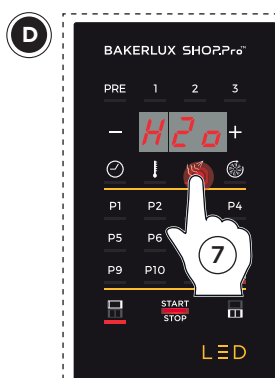 D
BAKERLUX SHOP.Pro™
PRE 1 2 3
− H2o +
P1 P2 P4
P5 P6
7
P9 P10
START
STOP
LED